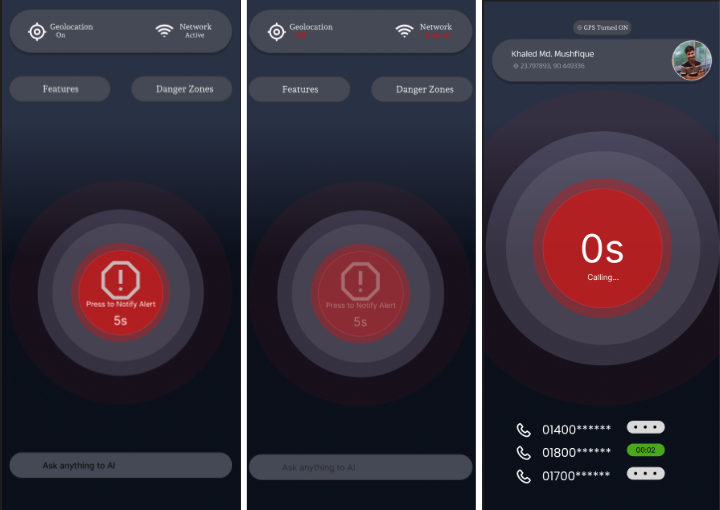 Geolocation
On
Network
Active
Features
Danger Zones
Press to Notify Alert
5s
Ask anything to AI
Geolocation
Network
Features
Danger Zones
Press to Notify Alert
5s
Ask anything to AI
GPS Turned ON
Khaled Md. Mushfique
23.797893, 90.449336
0s
Calling...
01400******
01800******
00:02
01700******